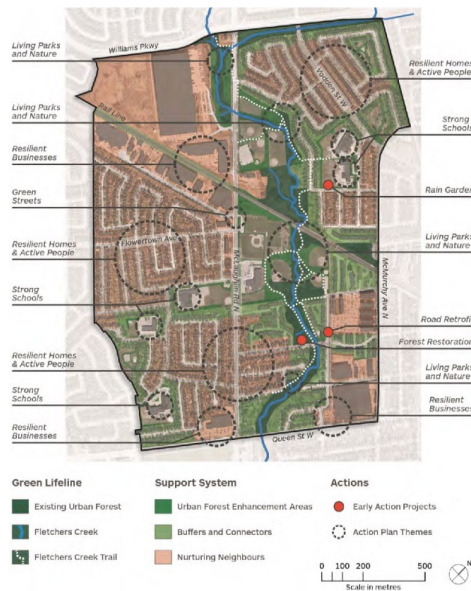 Williams Pkwy
Living Parks
and Nature
Vodden St W
Resilient Homes
& Active People
Living Parks
and Nature
Rail Line
Strong
Schools
Resilient
Businesses
Rain Garden
Green
Streets
Flowertown Ave
McLaughlin Rd N
Living Parks
and Nature
Resilient Homes
& Active People
McMurchy Ave N
Strong
Schools
Road Retrofit
Forest Restoration
Resilient Homes
& Active People
Living Parks
and Nature
Strong
Schools
Resilient
Businesses
Resilient
Businesses
Queen St W
Green Lifeline
Existing Urban Forest
Fletchers Creek
Fletchers Creek Trail
Support System
Urban Forest Enhancement Areas
Buffers and Connectors
Nurturing Neighbours
Actions
Early Action Projects
Action Plan Themes
0 100 200 500
Scale in metres
N